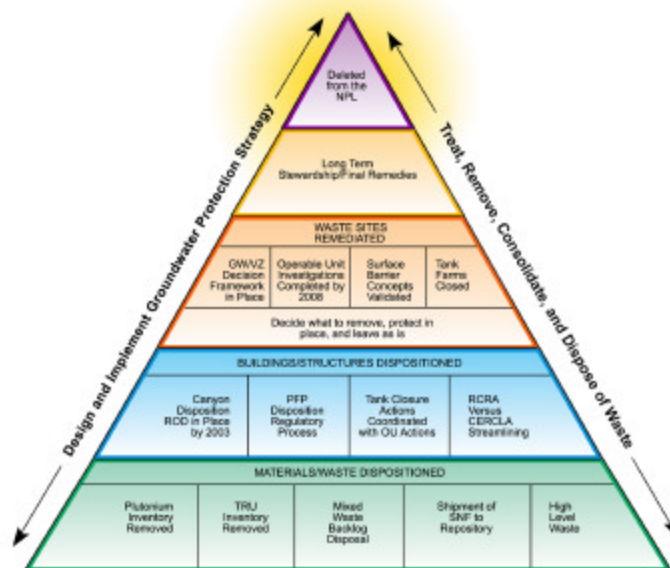 Deleted
from the
NPL
Design and Implement Groundwater Protection Strategy
Treat, Remove, Consolidate, and Dispose of Waste
Long Term
Stewardship/Final Remedies
WASTE SITES
REMEDIATED
GW/VZ
Decision
Framework
in Place
Operable Unit
Investigations
Completed by
2008
Surface
Barrier
Concepts
Validated
Tank
Farms
Closed
Decide what to remove, protect in
place, and leave as is
BUILDINGS/STRUCTURES DISPOSITIONED
Canyon
Disposition
ROD in Place
by 2003
PFP
Disposition
Regulatory
Process
Tank Closure
Actions
Coordinated
with OU Actions
RCRA
Versus
CERCLA
Streamlining
MATERIALS/WASTE DISPOSITIONED
Plutonium
Inventory
Removed
TRU
Inventory
Removed
Mixed
Waste
Backlog
Disposal
Shipment of
SNF to
Repository
High
Level
Waste